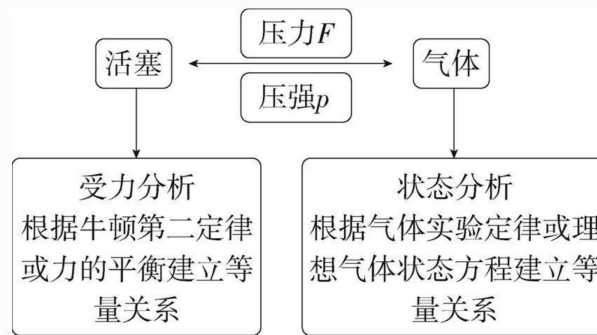 压力F
活塞
气体
压强p
受力分析
根据牛顿第二定律
或力的平衡建立等
量关系
状态分析
根据气体实验定律或理
想气体状态方程建立等
量关系